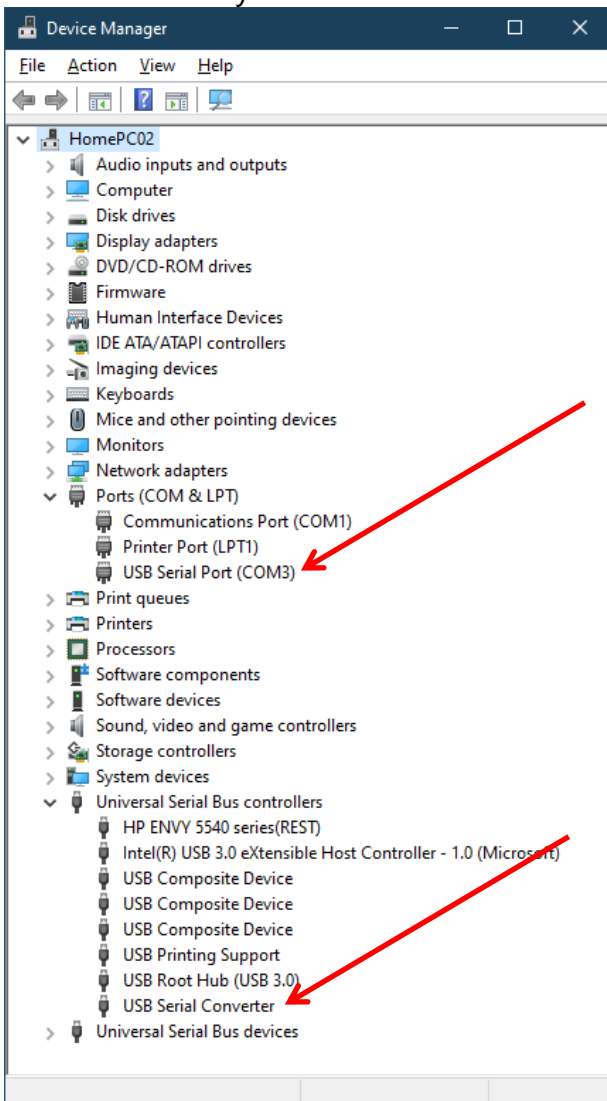 Device Manager
File Action View Help
HomePC02
Audio inputs and outputs
Computer
Disk drives
Display adapters
DVD/CD-ROM drives
Firmware
Human Interface Devices
IDE ATA/ATAPI controllers
Imaging devices
Keyboards
Mice and other pointing devices
Monitors
Network adapters
Ports (COM & LPT)
Communications Port (COM1)
Printer Port (LPT1)
USB Serial Port (COM3)
Print queues
Printers
Processors
Software components
Software devices
Sound, video and game controllers
Storage controllers
System devices
Universal Serial Bus controllers
HP ENVY 5540 series(REST)
Intel(R) USB 3.0 eXtensible Host Controller - 1.0 (Microsoft)
USB Composite Device
USB Composite Device
USB Composite Device
USB Printing Support
USB Root Hub (USB 3.0)
USB Serial Converter
Universal Serial Bus devices